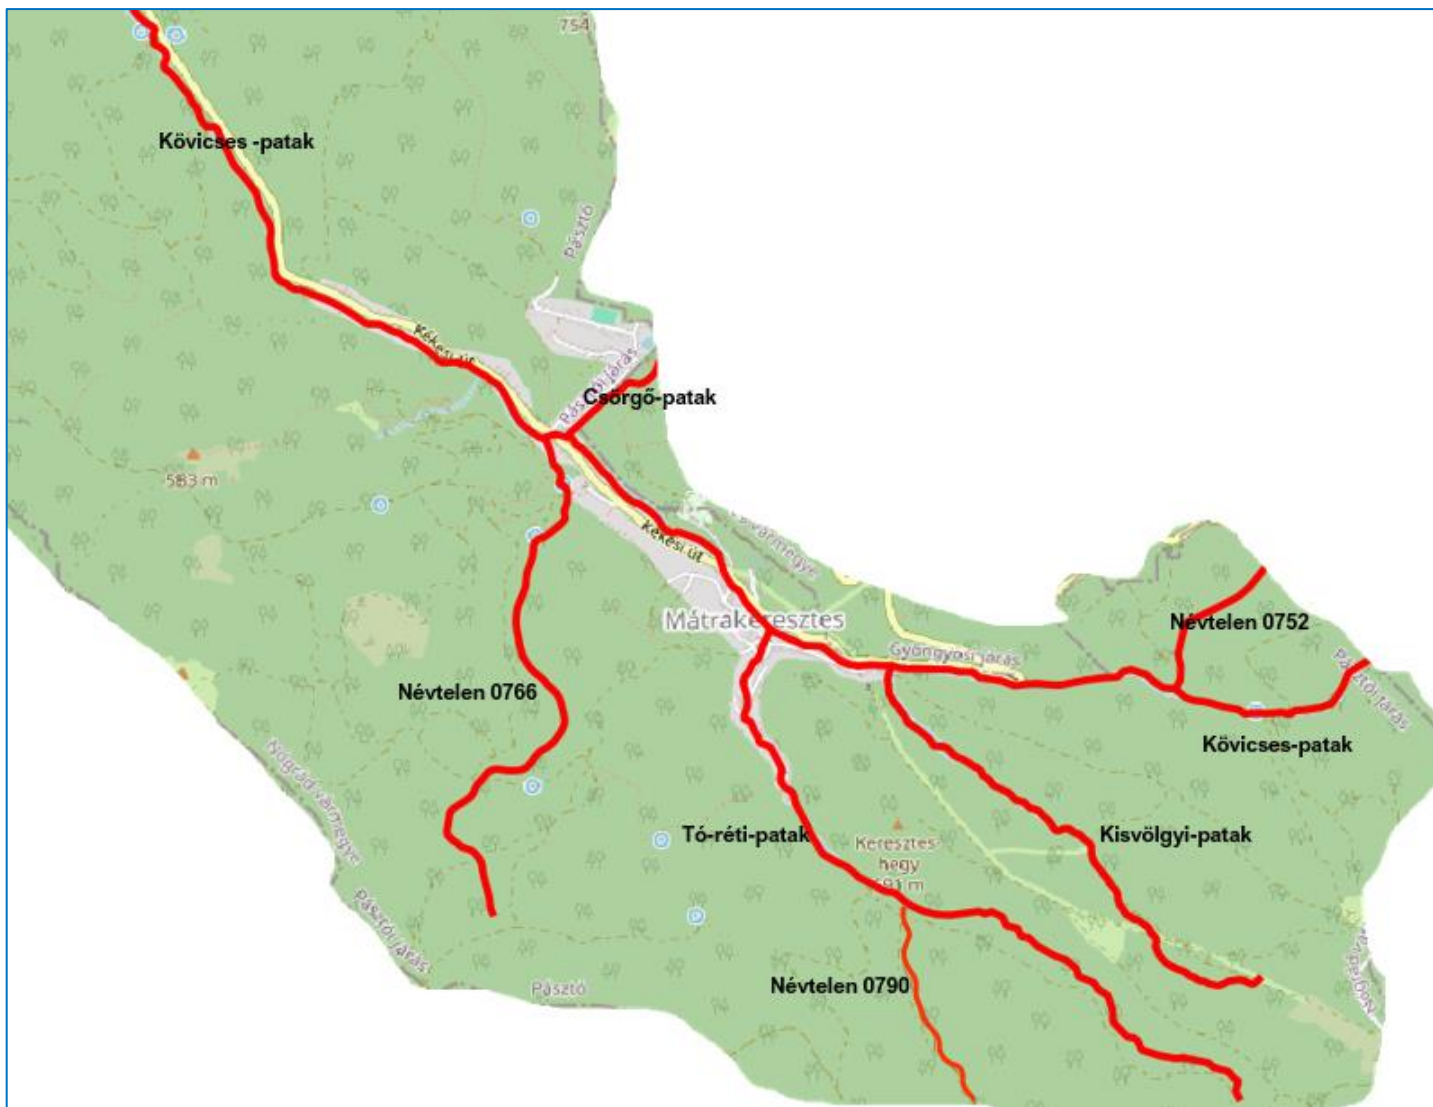 754
Kövicses -patak
Pásztó
Kékesi út
Pásztói járás
Csörgő-patak
583 m
Kékesi út
vármegye
Mátrakeresztes
Névtelen 0752
Gyöngyösi járás
Pásztói járás
Névtelen 0766
Kövicses-patak
Nógrád vármegye
Tó-réti-patak
Kisvölgyi-patak
Keresztes-
hegy
691 m
Pásztói járás
Pásztó
Névtelen 0790